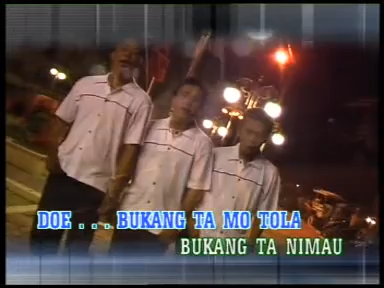 DOE . . . BUKANG TA MO TOLA
BUKANG TA NIMAU